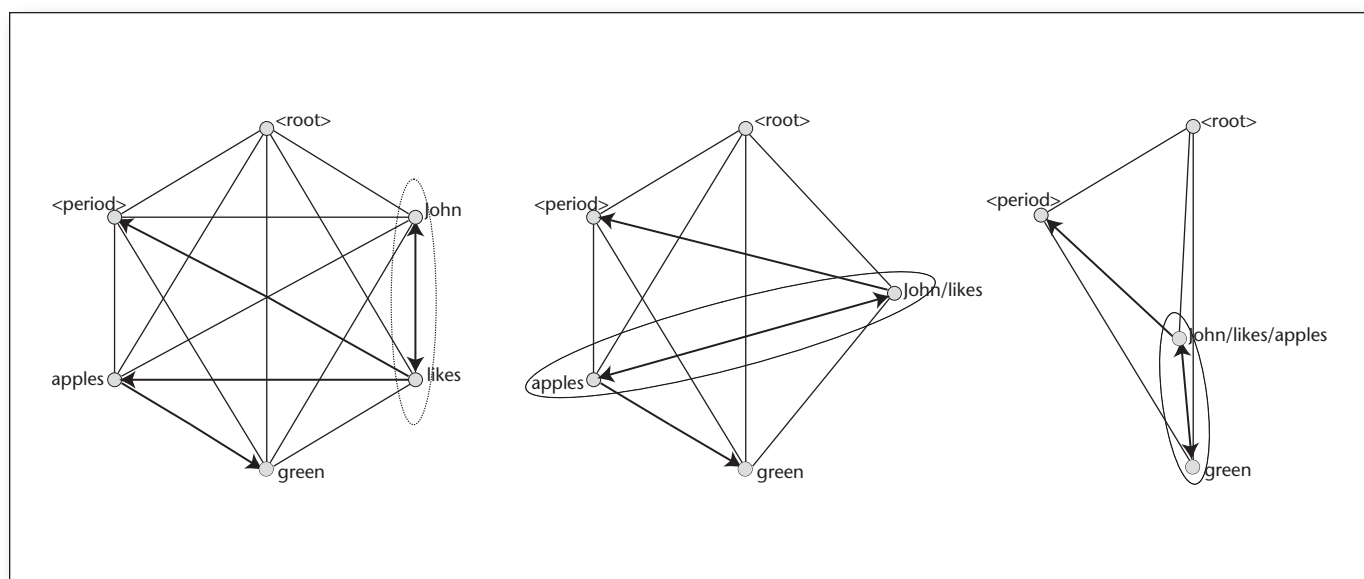 <root>
<period>
John
apples
likes
green
<root>
<period>
John/likes
apples
green
<root>
<period>
John/likes/apples
green